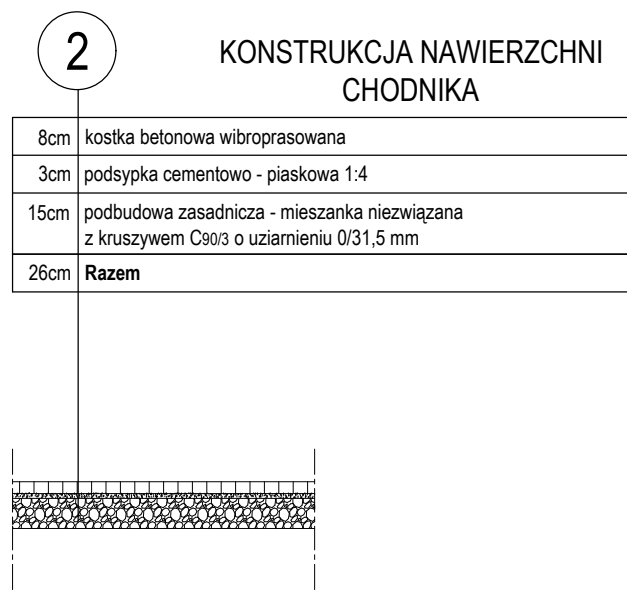 2
KONSTRUKCJA NAWIERZCHNI
CHODNIKA
8cm kostka betonowa wibroprasowana
3cm podsypka cementowo - piaskowa 1:4
15cm podbudowa zasadnicza - mieszanka niezwiązana
z kruszywem C90/3 o uziarnieniu 0/31,5 mm
26cm Razem